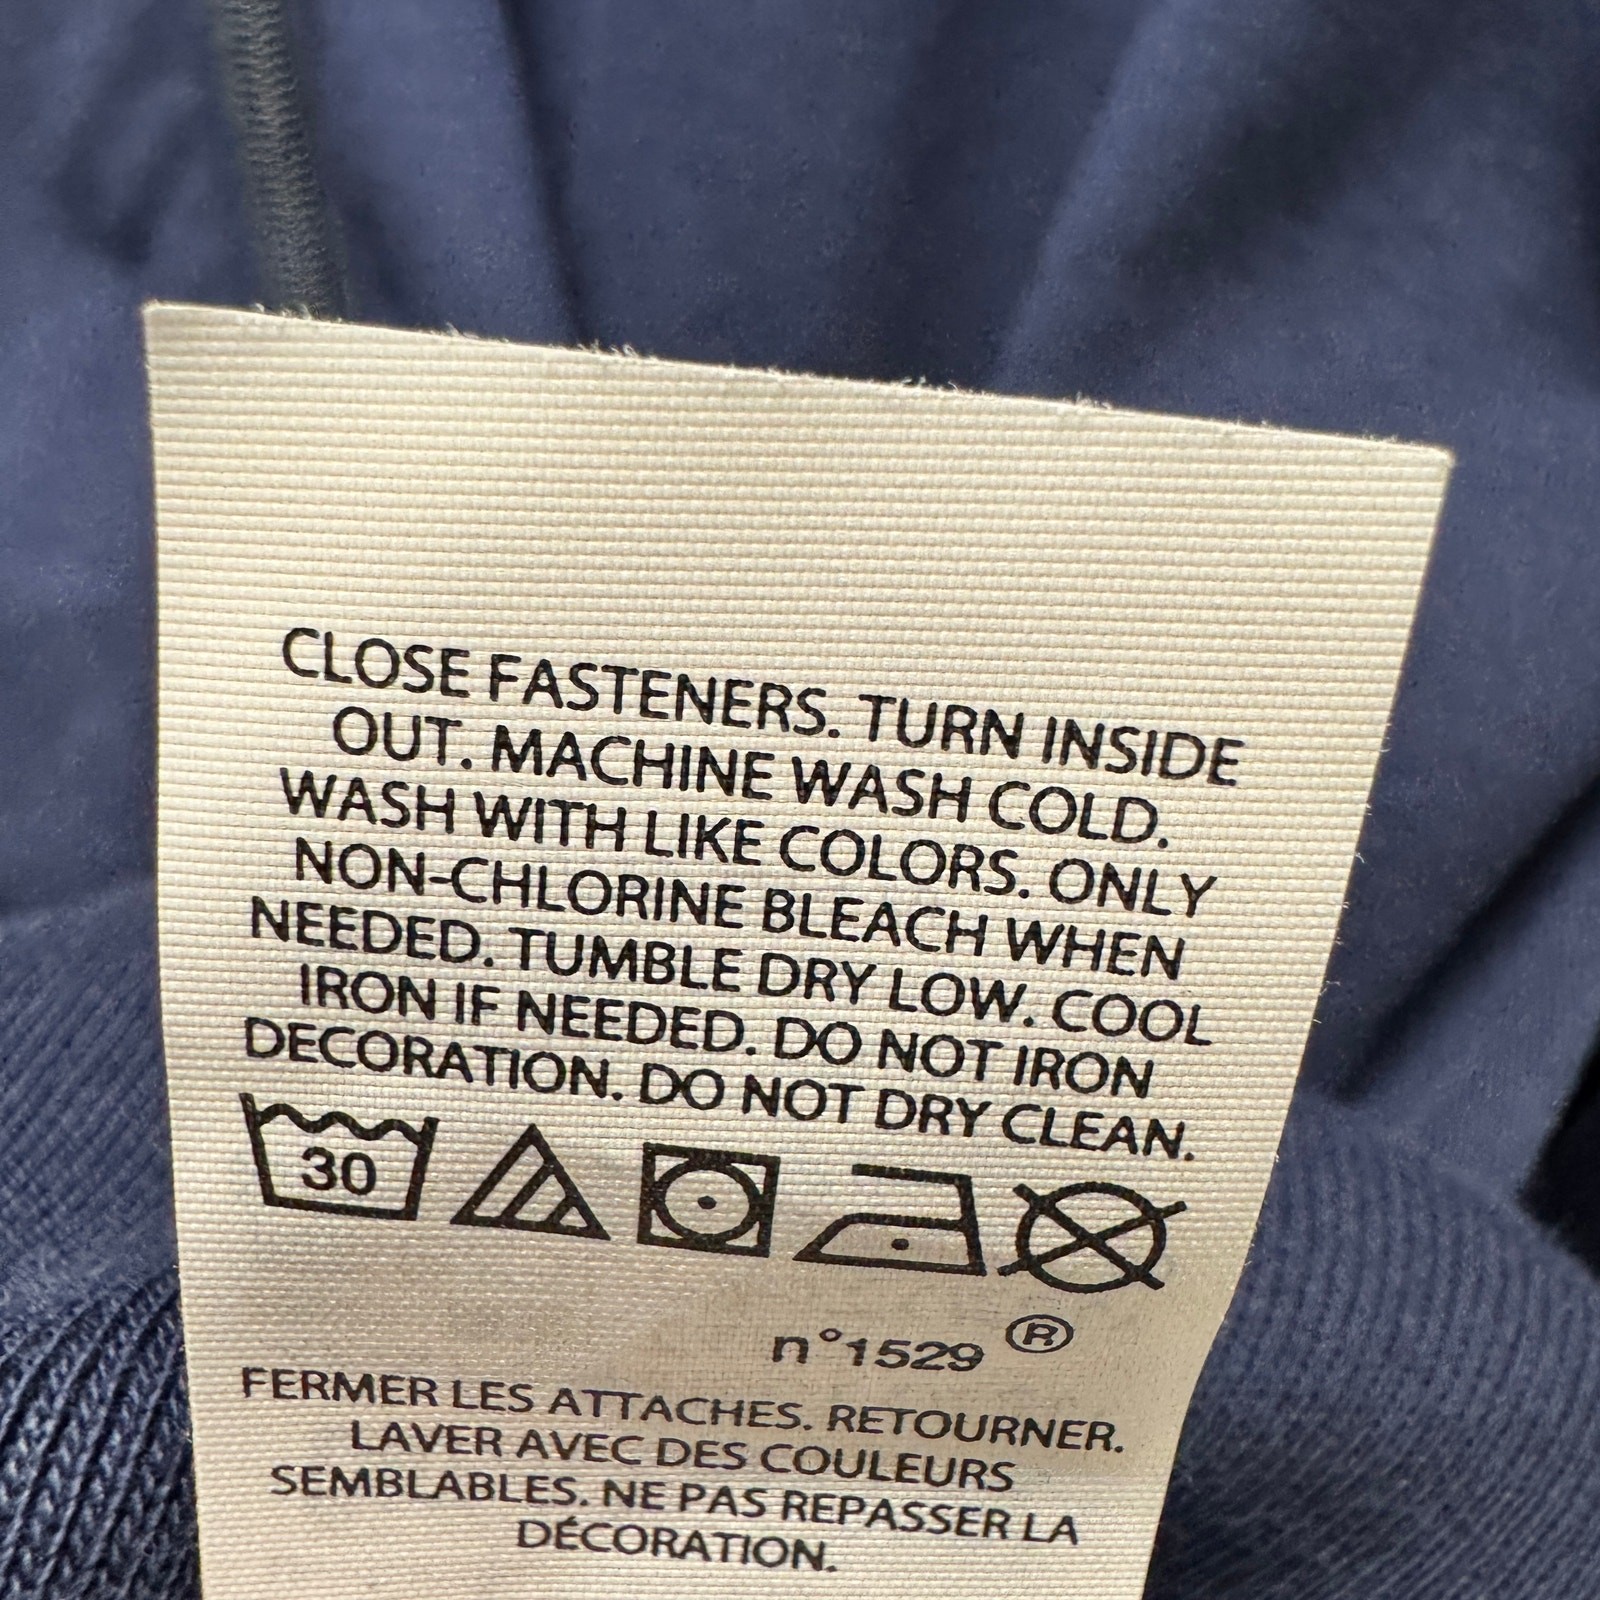 CLOSE FASTENERS. TURN INSIDE
OUT. MACHINE WASH COLD.
WASH WITH LIKE COLORS. ONLY
NON-CHLORINE BLEACH WHEN
NEEDED. TUMBLE DRY LOW. COOL
IRON IF NEEDED. DO NOT IRON
DECORATION. DO NOT DRY CLEAN.
30
n°1529 ®
FERMER LES ATTACHES. RETOURNER.
LAVER AVEC DES COULEURS
SEMBLABLES. NE PAS REPASSER LA
DÉCORATION.